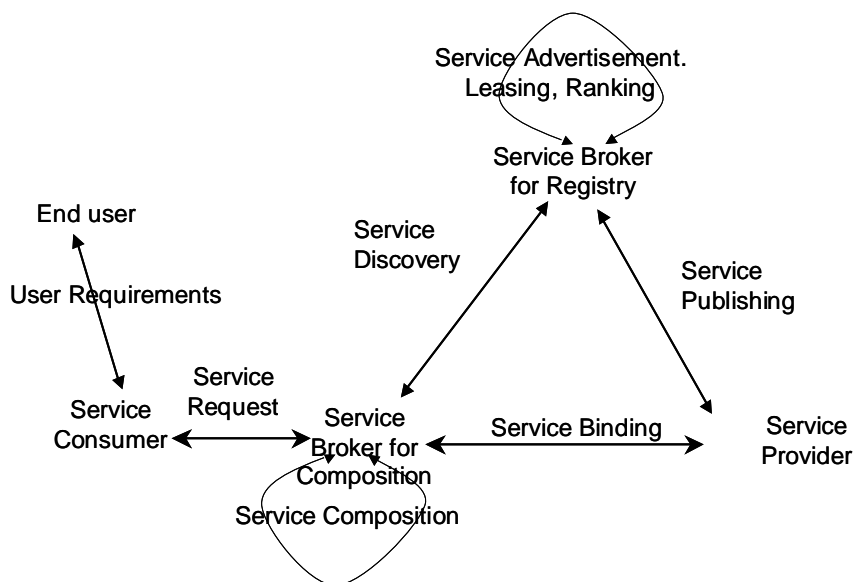 Service Advertisement.
Leasing, Ranking
Service Broker
for Registry
End user
Service
Discovery
User Requirements
Service
Publishing
Service
Request
Service
Consumer
Service
Broker for
Composition
Service Binding
Service
Provider
Service Composition